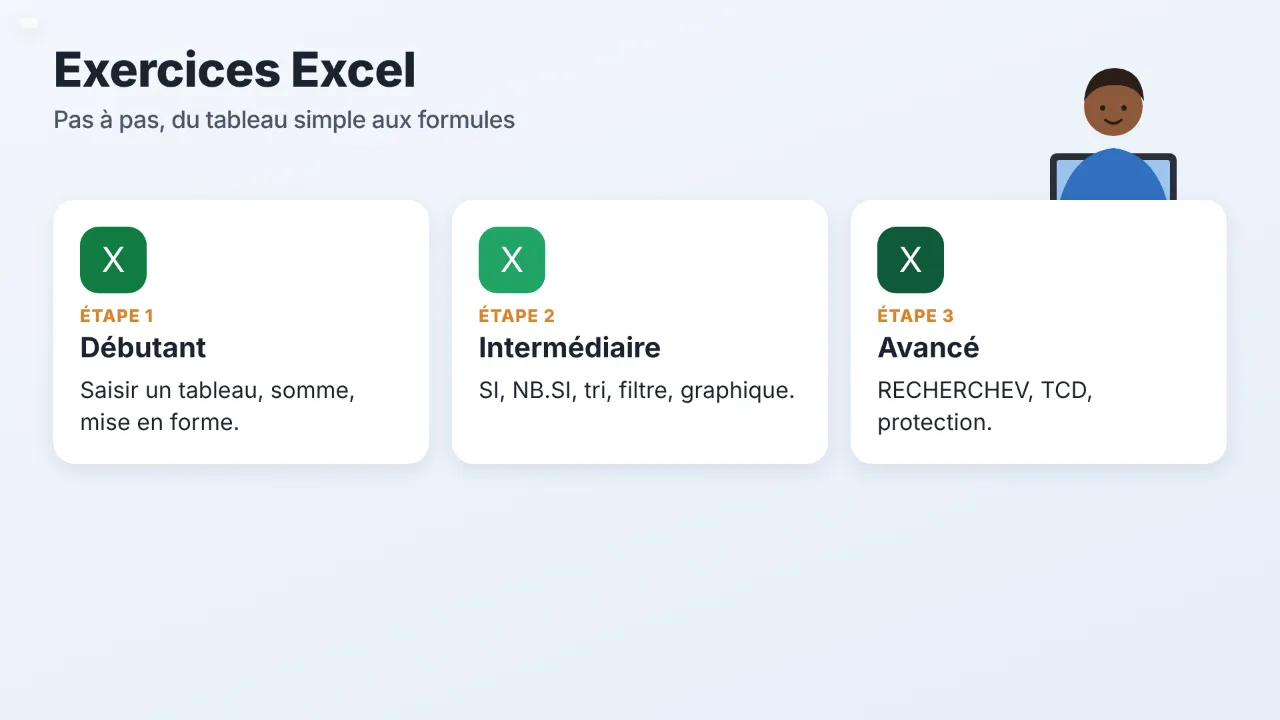 Exercices Excel
Pas à pas, du tableau simple aux formules
X
ÉTAPE 1
Débutant
Saisir un tableau, somme,
mise en forme.
X
ÉTAPE 2
Intermédiaire
SI, NB.SI, tri, filtre, graphique.
X
ÉTAPE 3
Avancé
RECHERCHEV, TCD,
protection.